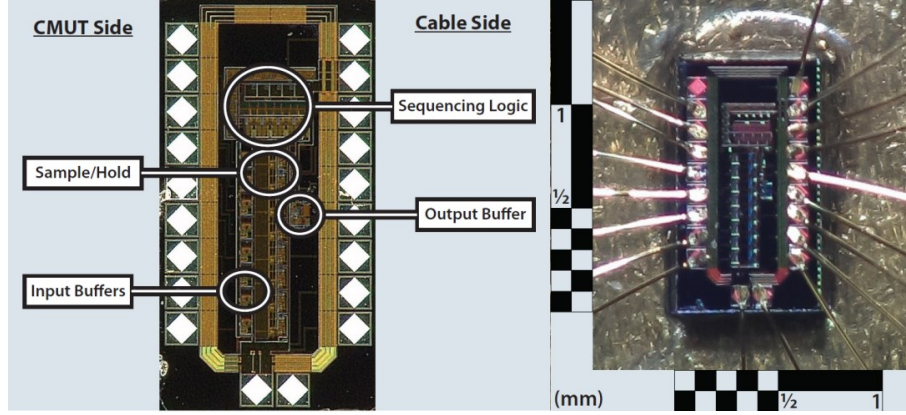 CMUT Side
Cable Side
Sequencing Logic
Sample/Hold
Output Buffer
Input Buffers
1
½
(mm)
½
1